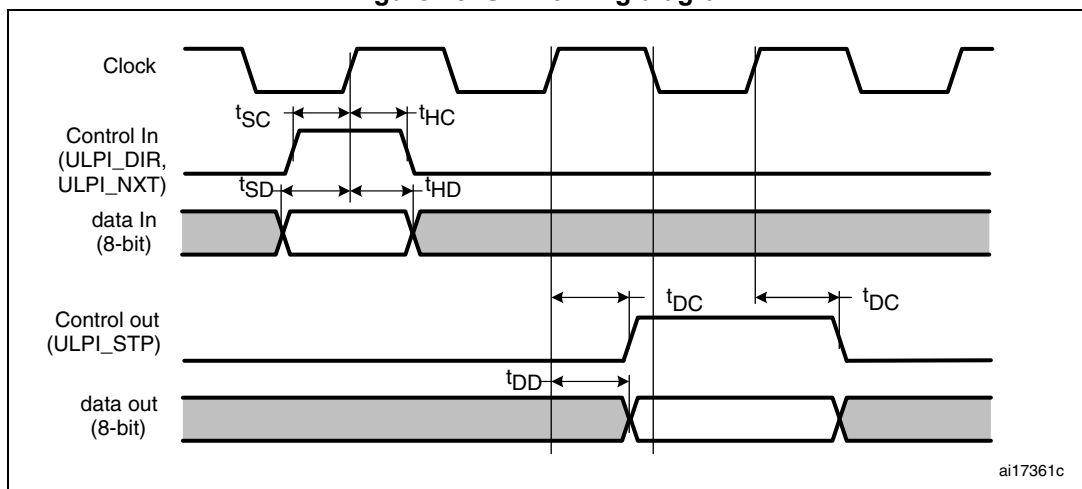 Clock
tSC
tHC
Control In
(ULPI_DIR,
ULPI_NXT)
tSD
tHD
data In
(8-bit)
tDC
tDC
Control out
(ULPI_STP)
tDD
data out
(8-bit)
ai17361c